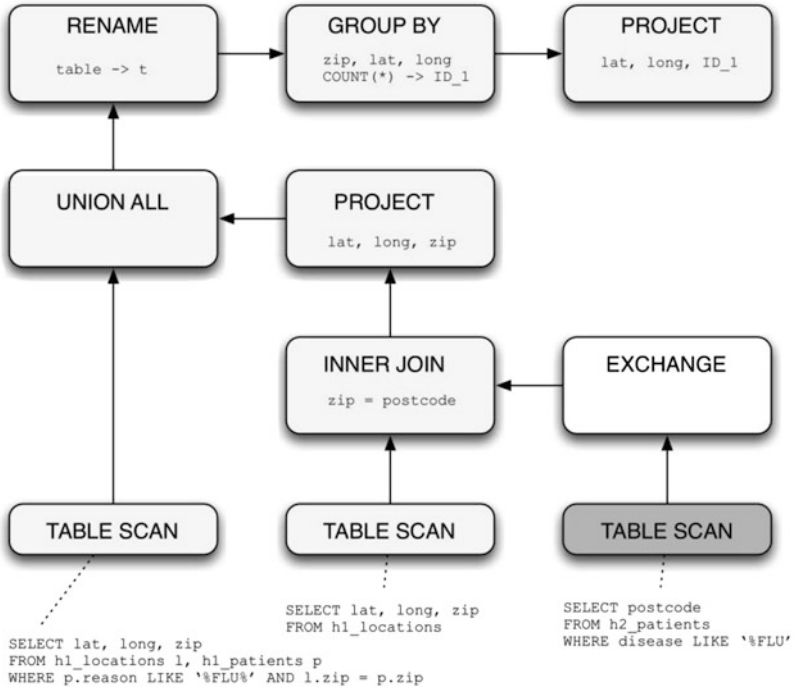 RENAME
table -> t
GROUP BY
zip, lat, long
COUNT(*) -> ID_1
PROJECT
lat, long, ID_1
UNION ALL
PROJECT
lat, long, zip
INNER JOIN
zip = postcode
EXCHANGE
TABLE SCAN
TABLE SCAN
TABLE SCAN
SELECT lat, long, zip
FROM h1_locations l, h1_patients p
WHERE p.reason LIKE ‘%FLU%’ AND l.zip = p.zip
SELECT lat, long, zip
FROM h1_locations
SELECT postcode
FROM h2_patients
WHERE disease LIKE ‘%FLU’